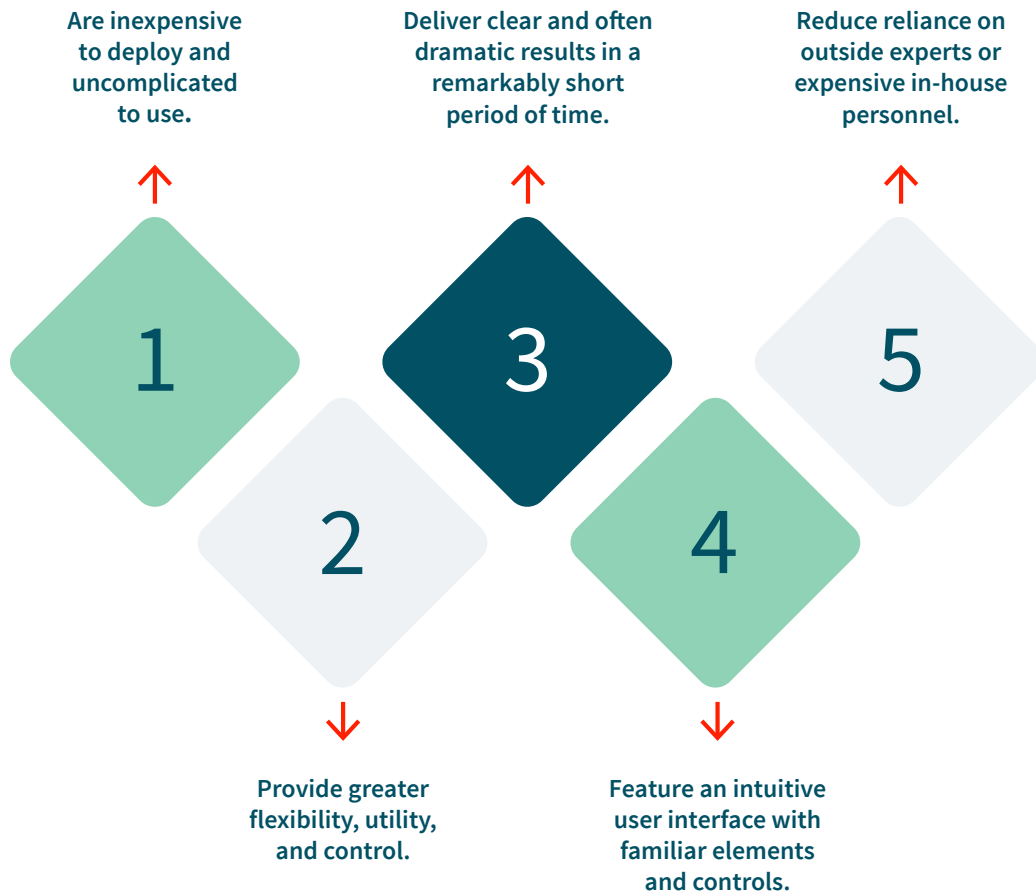 Are inexpensive
to deploy and
uncomplicated
to use.
Deliver clear and often
dramatic results in a
remarkably short
period of time.
Reduce reliance on
outside experts or
expensive in-house
personnel.
1
3
5
2
4
Provide greater
flexibility, utility,
and control.
Feature an intuitive
user interface with
familiar elements
and controls.